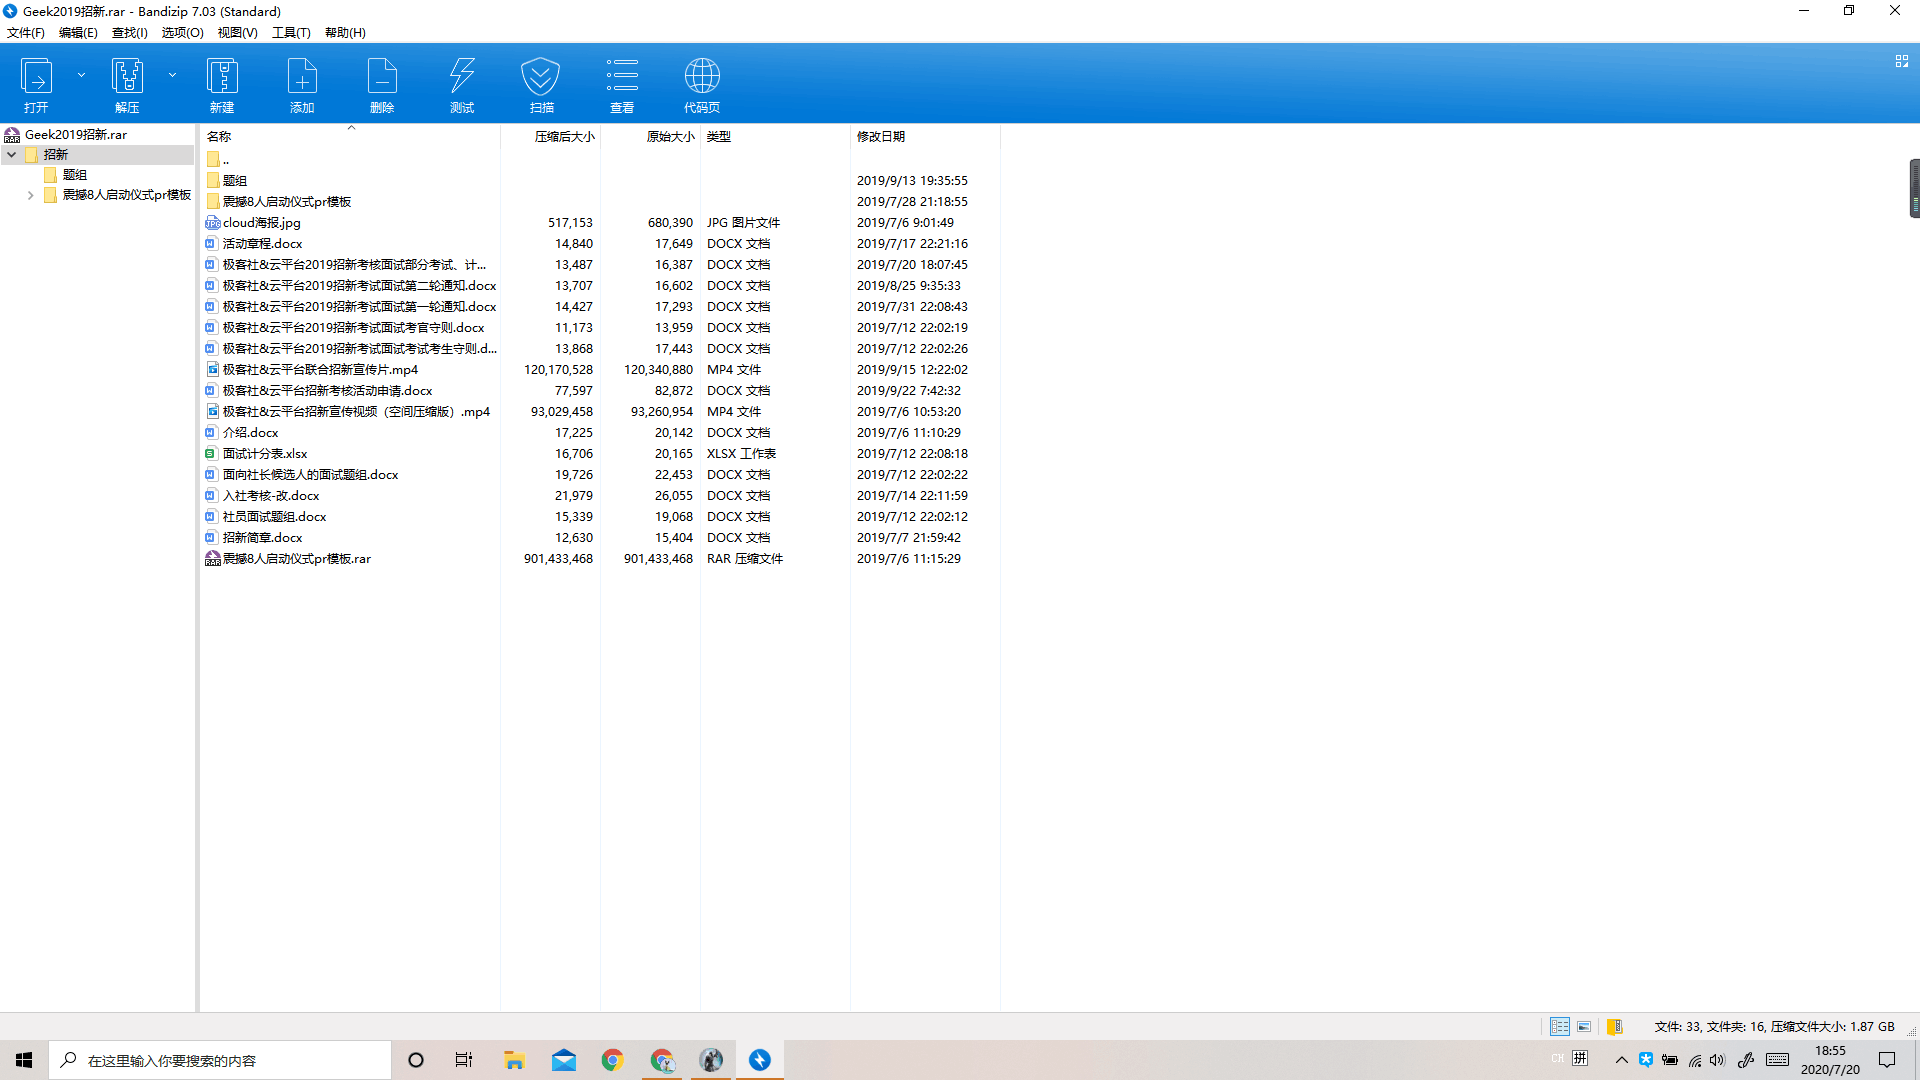 Geek2019招新.rar - Bandizip 7.03 (Standard)
文件(F) 编辑(E) 查找(I) 选项(O) 视图(V) 工具(T) 帮助(H)
打开 解压 新建 添加 删除 测试 扫描 查看 代码页
Geek2019招新.rar
招新
题组
震撼8人启动仪式pr模板
名称 压缩后大小 原始大小 类型 修改日期
..
题组 2019/9/13 19:35:55
震撼8人启动仪式pr模板 2019/7/28 21:18:55
cloud海报.jpg 517,153 680,390 JPG 图片文件 2019/7/6 9:01:49
活动章程.docx 14,840 17,649 DOCX 文档 2019/7/17 22:21:16
极客社&云平台2019招新考核面试部分考试、计... 13,487 16,387 DOCX 文档 2019/7/20 18:07:45
极客社&云平台2019招新考试面试第二轮通知.docx 13,707 16,602 DOCX 文档 2019/8/25 9:35:33
极客社&云平台2019招新考试面试第一轮通知.docx 14,427 17,293 DOCX 文档 2019/7/31 22:08:43
极客社&云平台2019招新考试面试考官守则.docx 11,173 13,959 DOCX 文档 2019/7/12 22:02:19
极客社&云平台2019招新考试面试考试考生守则.d... 13,868 17,443 DOCX 文档 2019/7/12 22:02:26
极客社&云平台联合招新宣传片.mp4 120,170,528 120,340,880 MP4 文件 2019/9/15 12:22:02
极客社&云平台招新考核活动申请.docx 77,597 82,872 DOCX 文档 2019/9/22 7:42:32
极客社&云平台招新宣传视频（空间压缩版）.mp4 93,029,458 93,260,954 MP4 文件 2019/7/6 10:53:20
介绍.docx 17,225 20,142 DOCX 文档 2019/7/6 11:10:29
面试计分表.xlsx 16,706 20,165 XLSX 工作表 2019/7/12 22:08:18
面向社长候选人的面试题组.docx 19,726 22,453 DOCX 文档 2019/7/12 22:02:22
入社考核-改.docx 21,979 26,055 DOCX 文档 2019/7/14 22:11:59
社员面试题组.docx 15,339 19,068 DOCX 文档 2019/7/12 22:02:12
招新简章.docx 12,630 15,404 DOCX 文档 2019/7/7 21:59:42
震撼8人启动仪式pr模板.rar 901,433,468 901,433,468 RAR 压缩文件 2019/7/6 11:15:29
文件: 33, 文件夹: 16, 压缩文件大小: 1.87 GB
在这里输入你要搜索的内容
CH 拼
18:55
2020/7/20